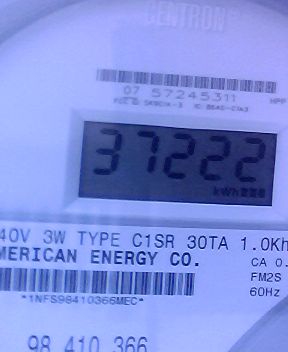 CENTRON
07 57245311
37222
kWh
40V 3W TYPE C1SR 30TA 1.0Kh
MERICAN ENERGY CO.
CA 0.
FM2S
60Hz
*1NFS98410366MEC*
98 410 366